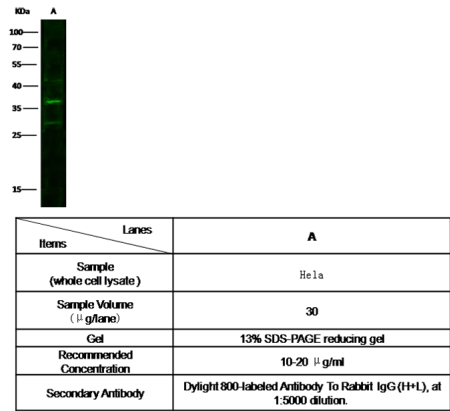 KDa A
100
70
55
40
35
25
15
Lanes
Items
A
Sample
(whole cell lysate)
Hela
Sample Volume
(μg/lane)
30
Gel
13% SDS-PAGE reducing gel
Recommended
Concentration
10-20 μg/ml
Secondary Antibody
Dylight 800-labeled Antibody To Rabbit IgG (H+L), at
1:5000 dilution.